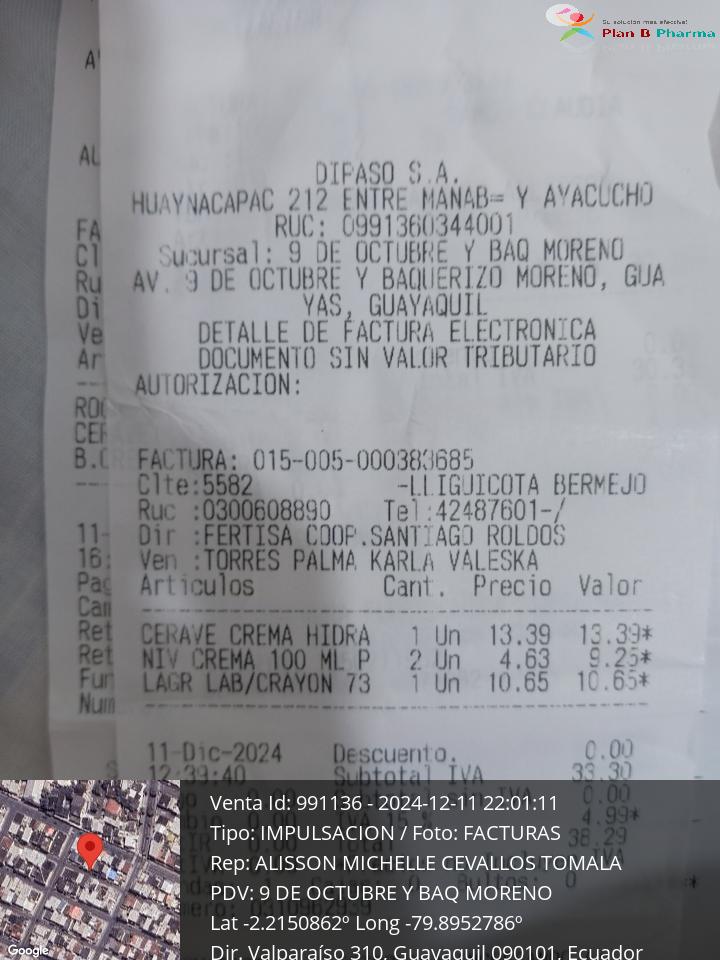 Su solución más efectiva!
Plan B Pharma
DIPASO S.A.
HUAYNACAPAC 212 ENTRE MANAB= Y AYACUCHO
RUC: 0991360344001
Sucursal: 9 DE OCTUBRE Y BAQ MORENO
AV. 9 DE OCTUBRE Y BAQUERIZO MORENO, GUA
YAS, GUAYAQUIL
DETALLE DE FACTURA ELECTRONICA
DOCUMENTO SIN VALOR TRIBUTARIO
AUTORIZACION:
FACTURA: 015-005-000383685
Clte:5582 -LLIGUICOTA BERMEJO
Ruc :0300608890 Tel:42487601-/
Dir :FERTISA COOP.SANTIAGO ROLDOS
Ven :TORRES PALMA KARLA VALESKA
Articulos Cant. Precio Valor
CERAVE CREMA HIDRA 1 Un 13.39 13.39*
NIV CREMA 100 ML P 2 Un 4.63 9.25*
LAGR LAB/CRAYON 73 1 Un 10.65 10.65*
11-Dic-2024 Descuento. 0.00
12:39:40 Subtotal IVA 33.30
0.00
IVA 15 % 4.99*
Total 38.29
Venta Id: 991136 - 2024-12-11 22:01:11
Tipo: IMPULSACION / Foto: FACTURAS
Rep: ALISSON MICHELLE CEVALLOS TOMALA
PDV: 9 DE OCTUBRE Y BAQ MORENO
Lat -2.2150862º Long -79.8952786º
Dir. Valparaíso 310, Guayaquil 090101, Ecuador
Google